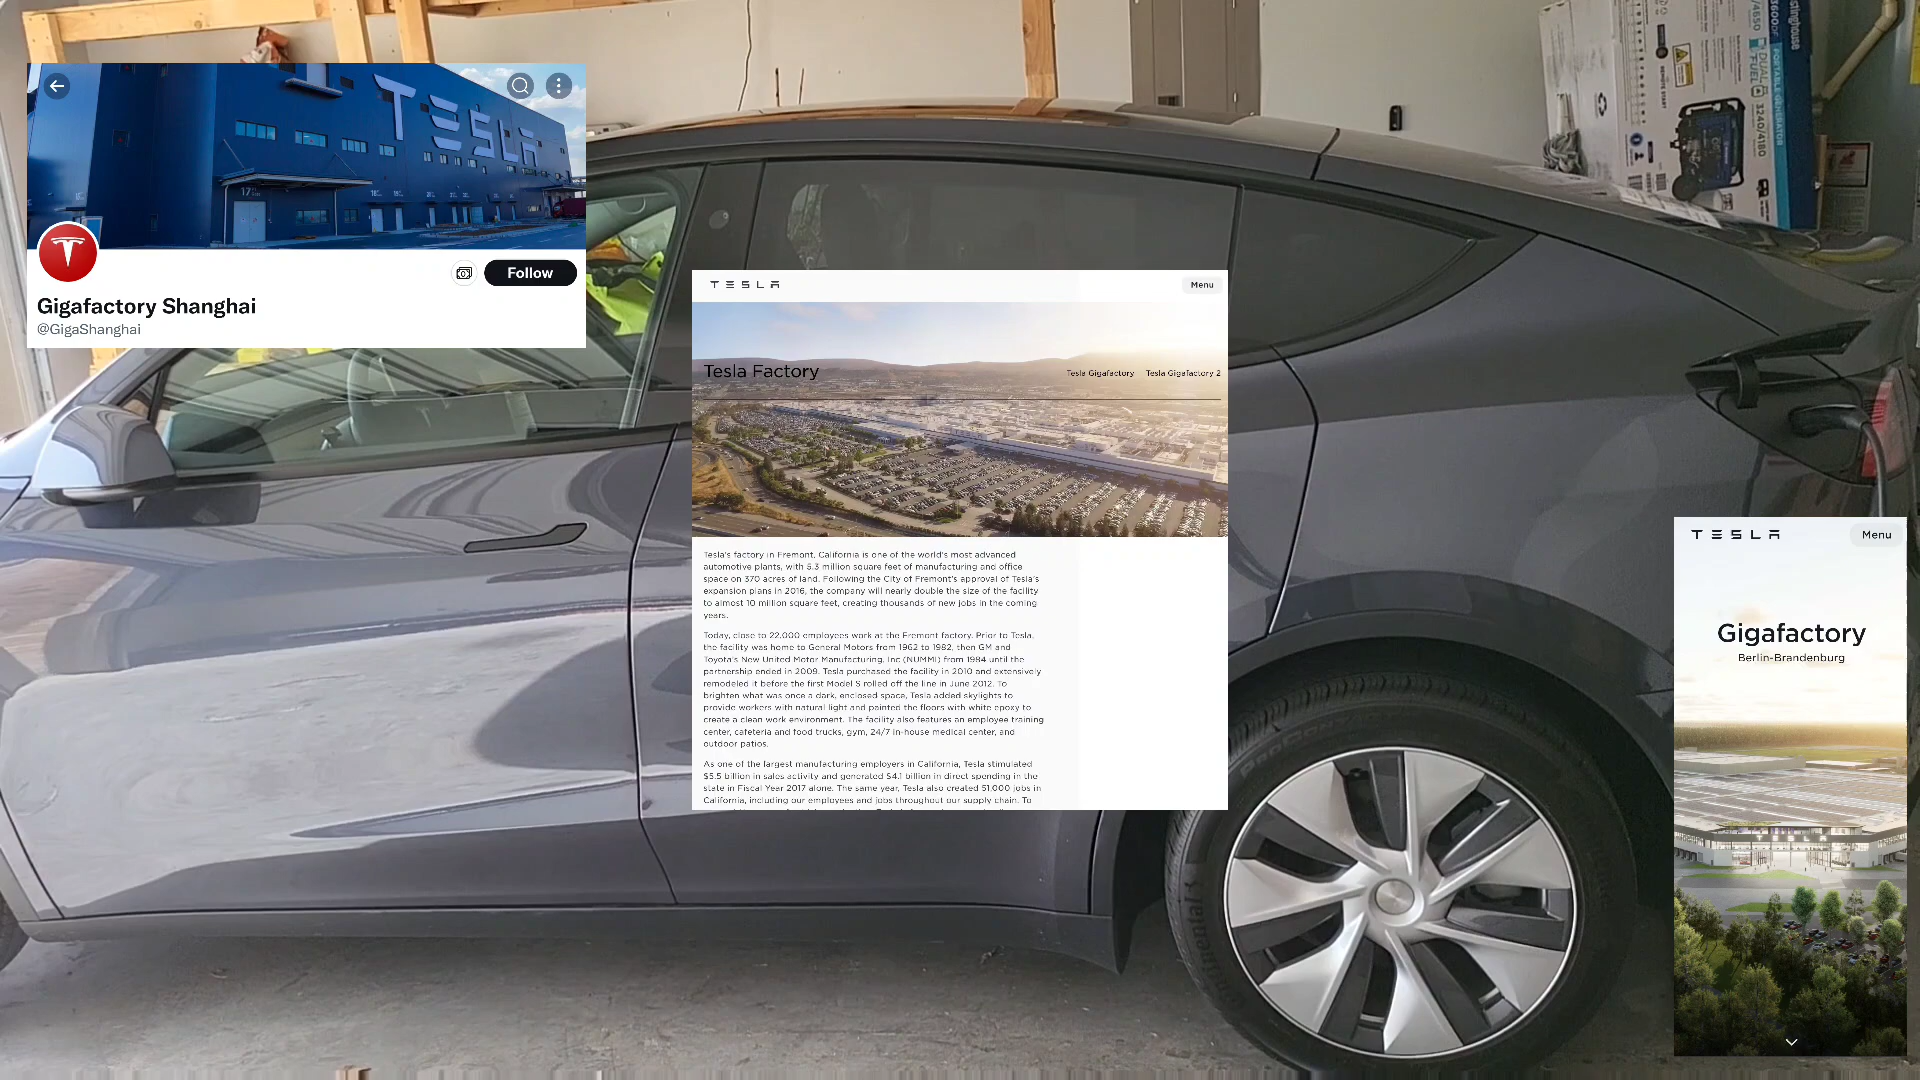 TESLA
17
Follow
Gigafactory Shanghai
@GigaShanghai
TESLA
Menu
Tesla Factory
Tesla Gigafactory
Tesla Gigafactory 2
Tesla's factory in Fremont, California is one of the world's most advanced
automotive plants, with 5.3 million square feet of manufacturing and office
space on 370 acres of land. Following the City of Fremont's approval of Tesla's
expansion plans in 2016, the company will nearly double the size of the facility
to almost 10 million square feet, creating thousands of new jobs in the coming
years.
Today, close to 22,000 employees work at the Fremont factory. Prior to Tesla,
the facility was home to General Motors from 1962 to 1982, then GM and
Toyota's New United Motor Manufacturing, Inc (NUMMI) from 1984 until the
partnership ended in 2009. Tesla purchased the facility in 2010 and extensively
remodeled it before the first Model S rolled off the line in June 2012. To
brighten what was once a dark, enclosed space, Tesla added skylights to
provide workers with natural light and painted the floors with white epoxy to
create a clean work environment. The facility also features an employee training
center, cafeteria and food trucks, gym, 24/7 in-house medical center, and
outdoor patios.
As one of the largest manufacturing employers in California, Tesla stimulated
$5.5 billion in sales activity and generated $4.1 billion in direct spending in the
state in Fiscal Year 2017 alone. The same year, Tesla also created 51,000 jobs in
California, including our employees and jobs throughout our supply chain. To
TESLA
Menu
Gigafactory
Berlin-Brandenburg
TESLA
PORTABLE GENERATOR
DUAL
FUEL
3240/4180
REMOTE START
Continental